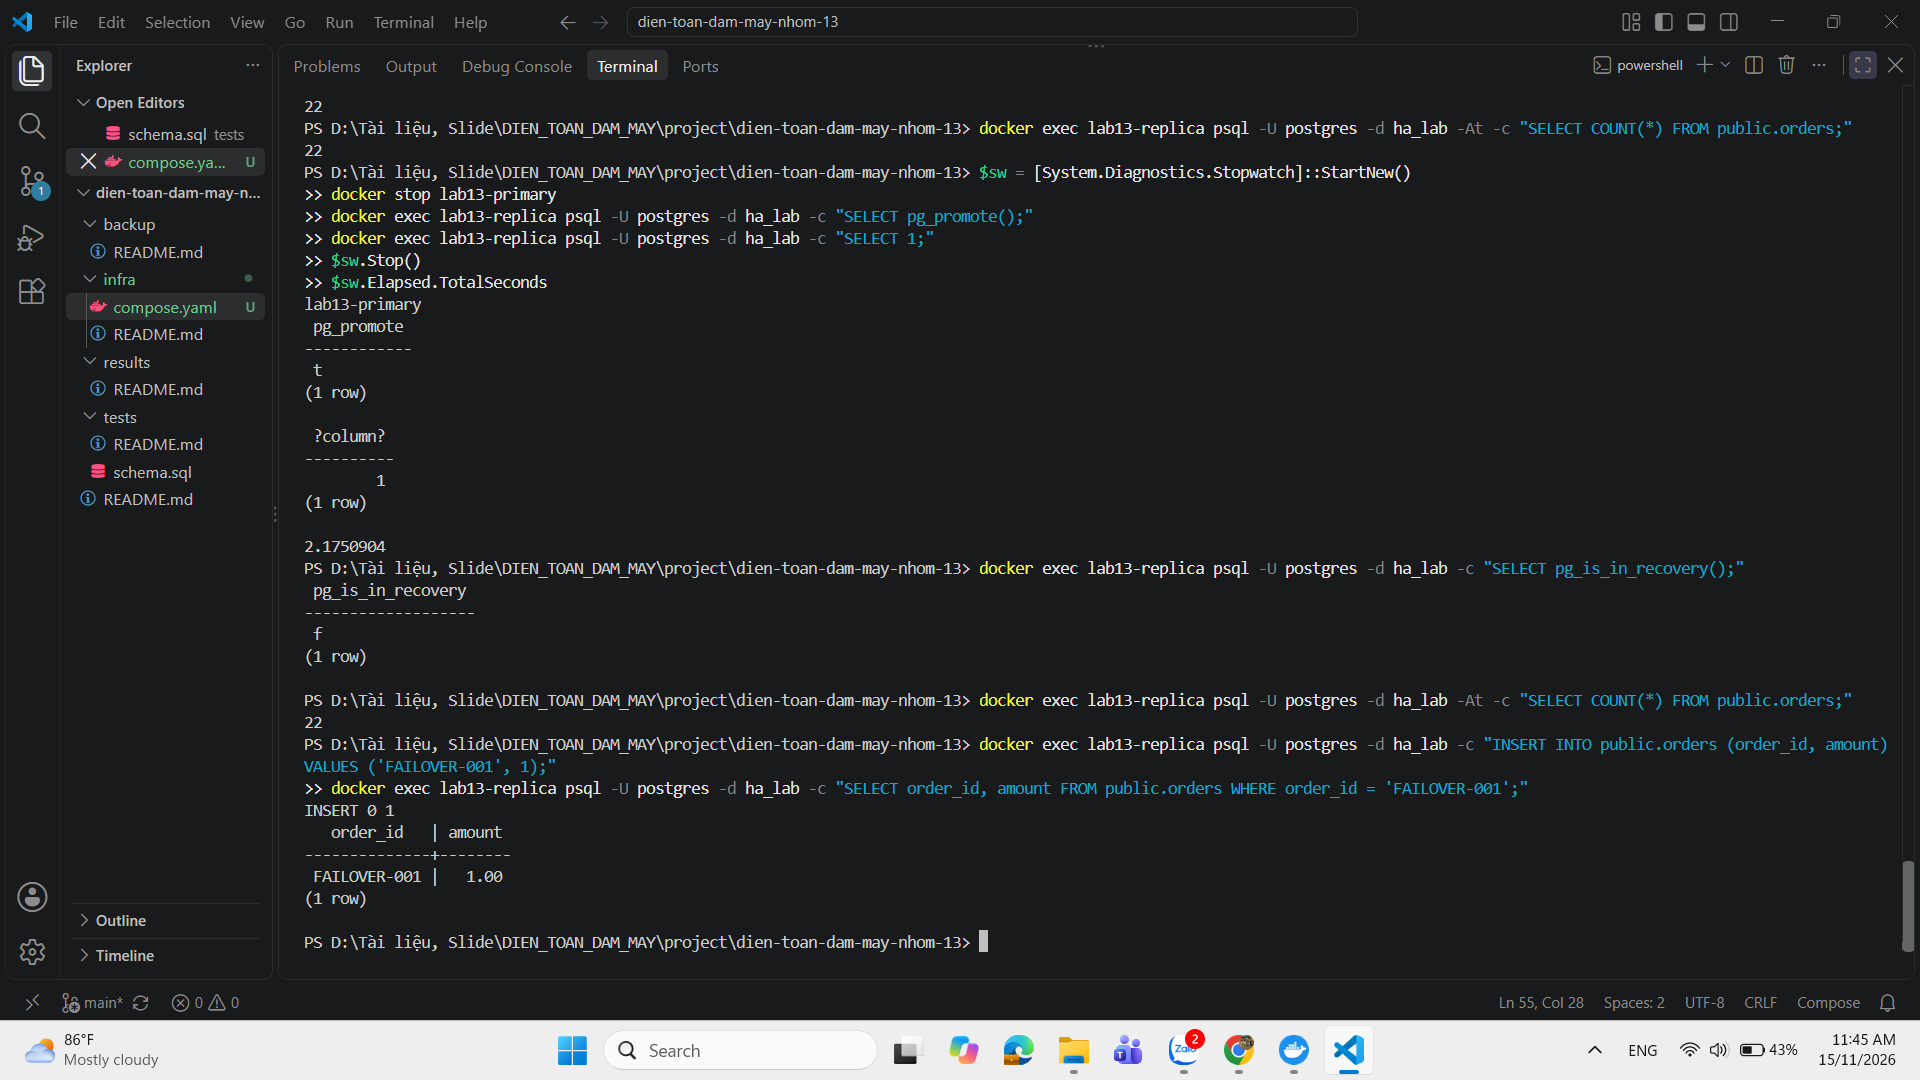 File Edit Selection View Go Run Terminal Help
dien-toan-dam-may-nhom-13
Explorer
Open Editors
schema.sql tests
compose.ya... U
dien-toan-dam-may-n...
backup
README.md
infra
compose.yaml U
README.md
results
README.md
tests
README.md
schema.sql
README.md
Outline
Timeline
Problems Output Debug Console Terminal Ports
powershell
22
PS D:\Tài liệu, Slide\DIEN_TOAN_DAM_MAY\project\dien-toan-dam-may-nhom-13> docker exec lab13-replica psql -U postgres -d ha_lab -At -c "SELECT COUNT(*) FROM public.orders;"
22
PS D:\Tài liệu, Slide\DIEN_TOAN_DAM_MAY\project\dien-toan-dam-may-nhom-13> $sw = [System.Diagnostics.Stopwatch]::StartNew()
>> docker stop lab13-primary
>> docker exec lab13-replica psql -U postgres -d ha_lab -c "SELECT pg_promote();"
>> docker exec lab13-replica psql -U postgres -d ha_lab -c "SELECT 1;"
>> $sw.Stop()
>> $sw.Elapsed.TotalSeconds
lab13-primary
pg_promote
------------
t
(1 row)
?column?
----------
1
(1 row)
2.1750904
PS D:\Tài liệu, Slide\DIEN_TOAN_DAM_MAY\project\dien-toan-dam-may-nhom-13> docker exec lab13-replica psql -U postgres -d ha_lab -c "SELECT pg_is_in_recovery();"
pg_is_in_recovery
-------------------
f
(1 row)
PS D:\Tài liệu, Slide\DIEN_TOAN_DAM_MAY\project\dien-toan-dam-may-nhom-13> docker exec lab13-replica psql -U postgres -d ha_lab -At -c "SELECT COUNT(*) FROM public.orders;"
22
PS D:\Tài liệu, Slide\DIEN_TOAN_DAM_MAY\project\dien-toan-dam-may-nhom-13> docker exec lab13-replica psql -U postgres -d ha_lab -c "INSERT INTO public.orders (order_id, amount)
VALUES ('FAILOVER-001', 1);"
>> docker exec lab13-replica psql -U postgres -d ha_lab -c "SELECT order_id, amount FROM public.orders WHERE order_id = 'FAILOVER-001';"
INSERT 0 1
order_id | amount
--------------+--------
FAILOVER-001 | 1.00
(1 row)
PS D:\Tài liệu, Slide\DIEN_TOAN_DAM_MAY\project\dien-toan-dam-may-nhom-13>
1
main* 0 0
Ln 55, Col 28 Spaces: 2 UTF-8 CRLF Compose
86°F
Mostly cloudy
Search
Zalo
2
ENG
43%
11:45 AM
15/11/2026